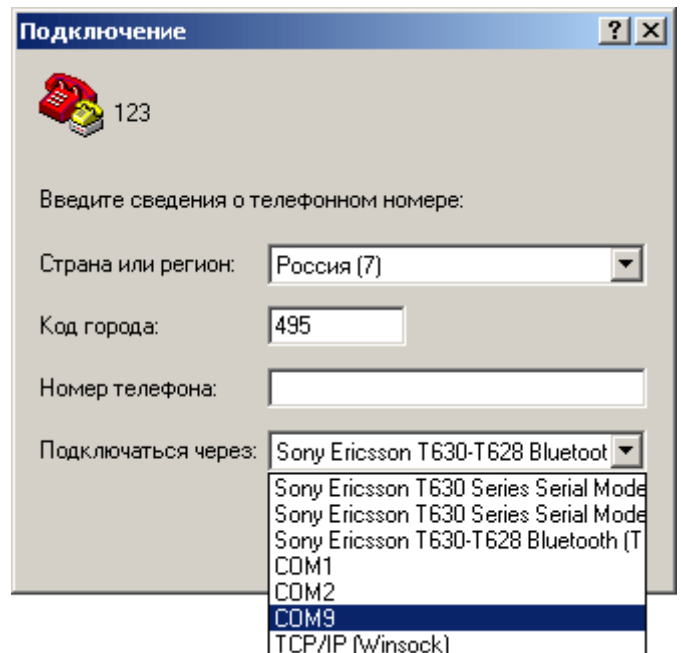 Подключение
123
Введите сведения о телефонном номере:
Страна или регион: Россия (7)
Код города: 495
Номер телефона:
Подключаться через: Sony Ericsson T630-T628 Bluetoot
Sony Ericsson T630 Series Serial Mode
Sony Ericsson T630 Series Serial Mode
Sony Ericsson T630-T628 Bluetooth (T
COM1
COM2
COM9
TCP/IP (Winsock)